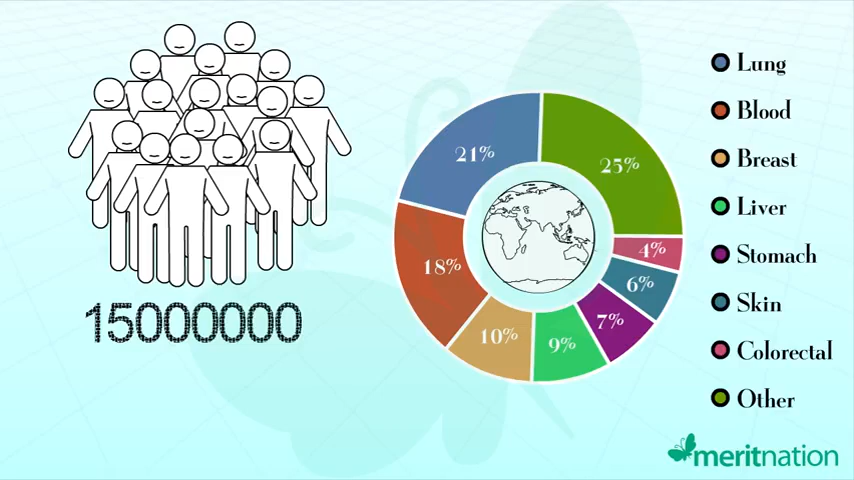 15000000
21%
25%
18%
4%
6%
7%
9%
10%
Lung
Blood
Breast
Liver
Stomach
Skin
Colorectal
Other
meritnation